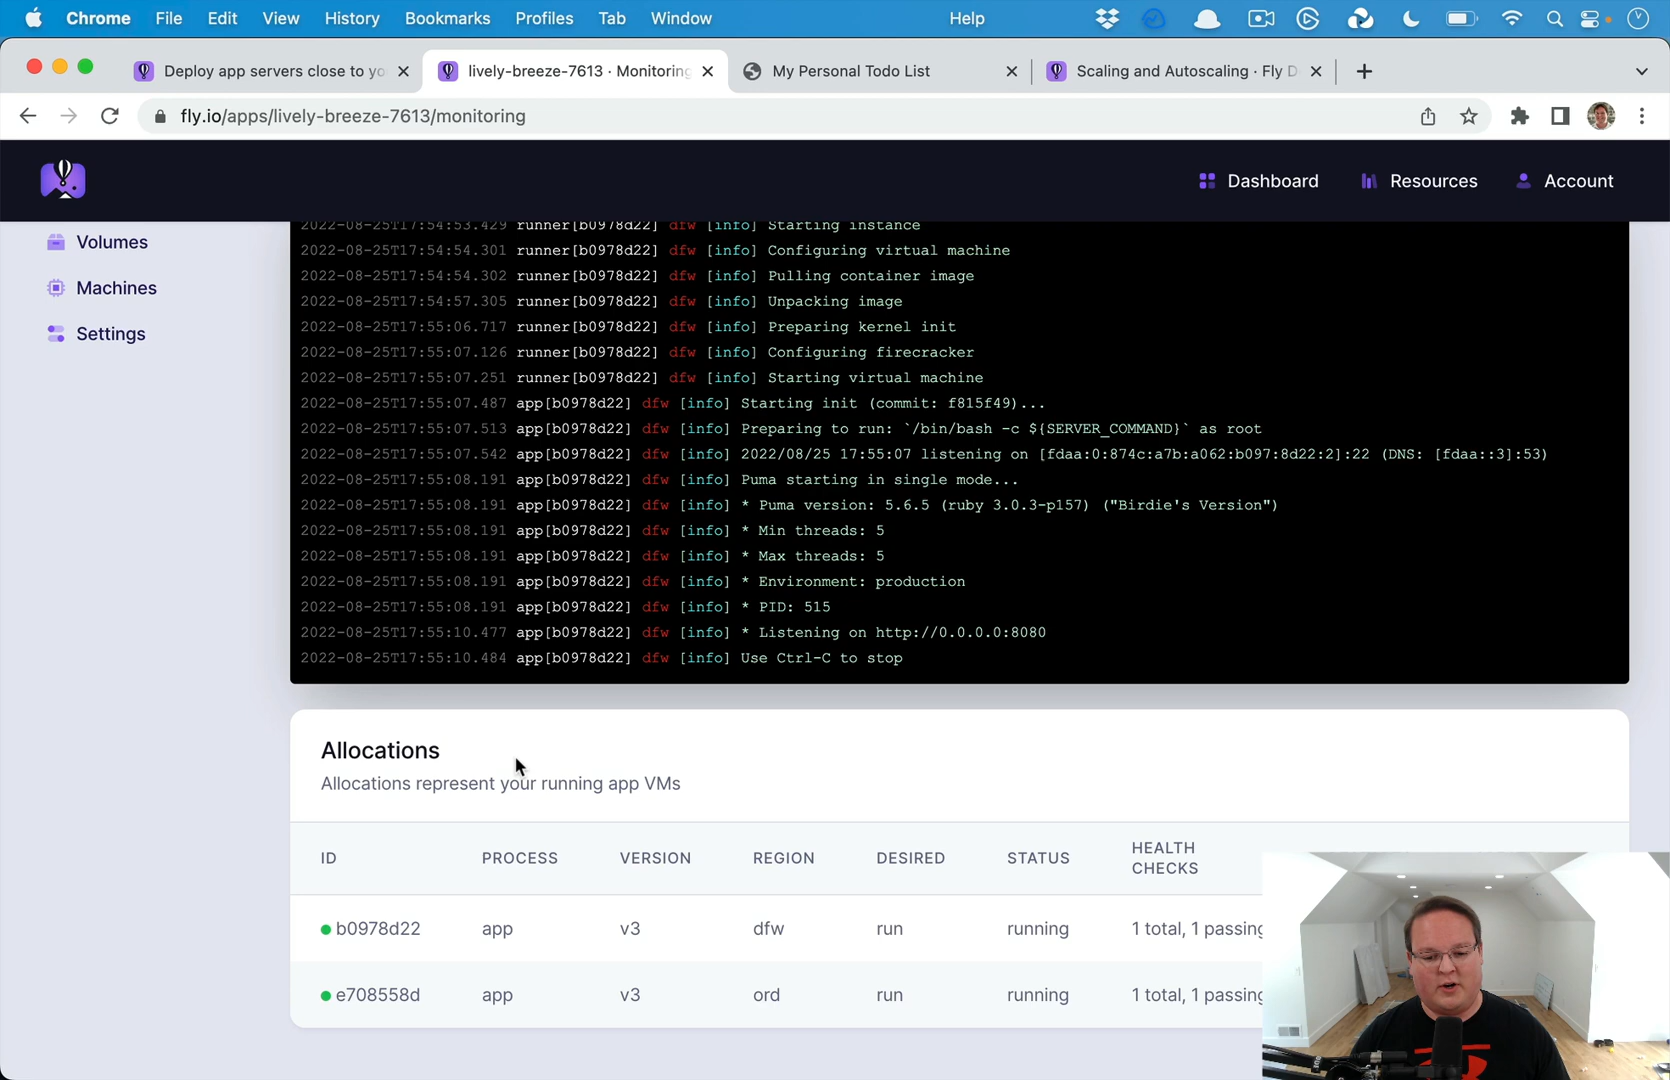 Chrome File Edit View History Bookmarks Profiles Tab Window Help
Deploy app servers close to yo
lively-breeze-7613 · Monitoring
My Personal Todo List
Scaling and Autoscaling · Fly D
fly.io/apps/lively-breeze-7613/monitoring
Dashboard Resources Account
Volumes
Machines
Settings
2022-08-25T17:54:53.429 runner[b0978d22] dfw [info] Starting instance
2022-08-25T17:54:54.301 runner[b0978d22] dfw [info] Configuring virtual machine
2022-08-25T17:54:54.302 runner[b0978d22] dfw [info] Pulling container image
2022-08-25T17:54:57.305 runner[b0978d22] dfw [info] Unpacking image
2022-08-25T17:55:06.717 runner[b0978d22] dfw [info] Preparing kernel init
2022-08-25T17:55:07.126 runner[b0978d22] dfw [info] Configuring firecracker
2022-08-25T17:55:07.251 runner[b0978d22] dfw [info] Starting virtual machine
2022-08-25T17:55:07.487 app[b0978d22] dfw [info] Starting init (commit: f815f49)...
2022-08-25T17:55:07.513 app[b0978d22] dfw [info] Preparing to run: `/bin/bash -c ${SERVER_COMMAND}` as root
2022-08-25T17:55:07.542 app[b0978d22] dfw [info] 2022/08/25 17:55:07 listening on [fdaa:0:874c:a7b:a062:b097:8d22:2]:22 (DNS: [fdaa::3]:53)
2022-08-25T17:55:08.191 app[b0978d22] dfw [info] Puma starting in single mode...
2022-08-25T17:55:08.191 app[b0978d22] dfw [info] * Puma version: 5.6.5 (ruby 3.0.3-p157) ("Birdie's Version")
2022-08-25T17:55:08.191 app[b0978d22] dfw [info] * Min threads: 5
2022-08-25T17:55:08.191 app[b0978d22] dfw [info] * Max threads: 5
2022-08-25T17:55:08.191 app[b0978d22] dfw [info] * Environment: production
2022-08-25T17:55:08.191 app[b0978d22] dfw [info] * PID: 515
2022-08-25T17:55:10.477 app[b0978d22] dfw [info] * Listening on http://0.0.0.0:8080
2022-08-25T17:55:10.484 app[b0978d22] dfw [info] Use Ctrl-C to stop
Allocations
Allocations represent your running app VMs
ID PROCESS VERSION REGION DESIRED STATUS HEALTH CHECKS
b0978d22 app v3 dfw run running 1 total, 1 passing
e708558d app v3 ord run running 1 total, 1 passing